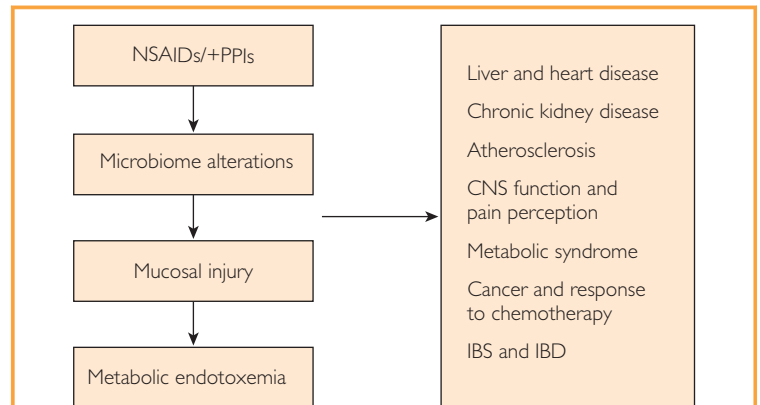 NSAIDs/+PPIs
Microbiome alterations
Mucosal injury
Metabolic endotoxemia
Liver and heart disease
Chronic kidney disease
Atherosclerosis
CNS function and
pain perception
Metabolic syndrome
Cancer and response
to chemotherapy
IBS and IBD